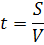 t = S/V